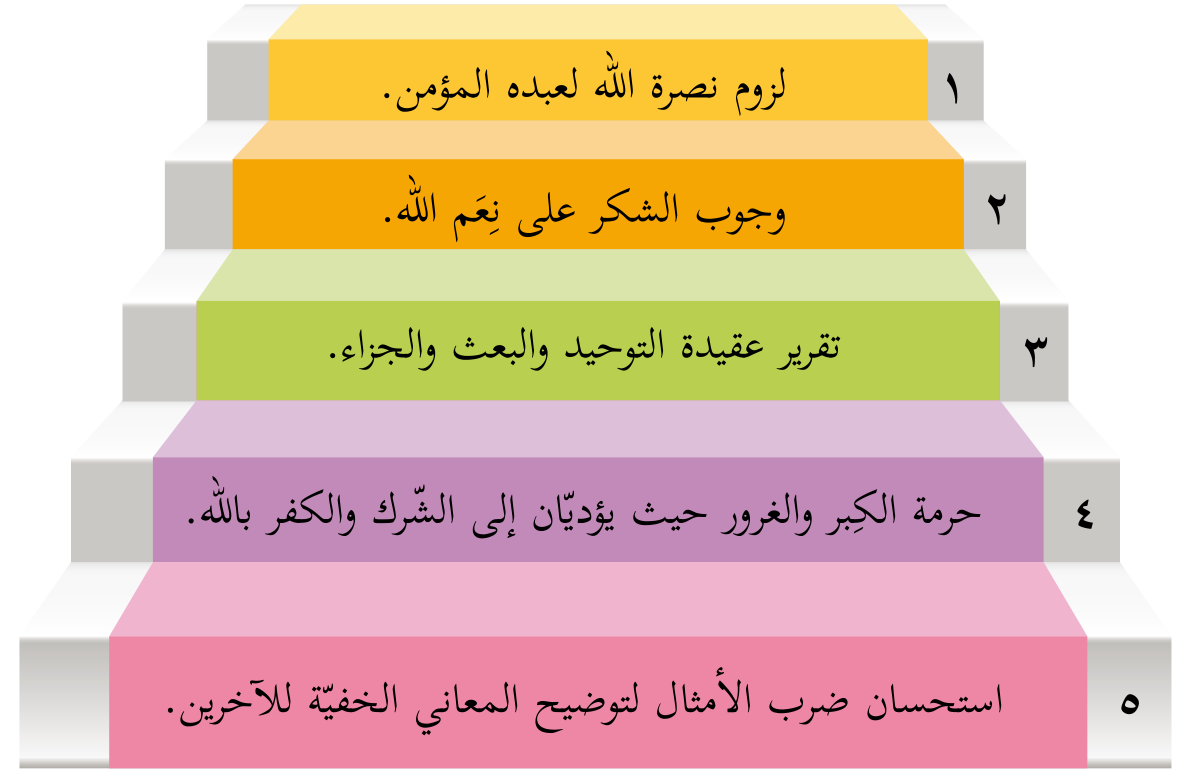 ١ لزوم نصرة الله لعبده المؤمن.
٢ وجوب الشكر على نِعَم الله.
٣ تقرير عقيدة التوحيد والبعث والجزاء.
٤ حرمة الكِبر والغرور حيث يؤديّان إلى الشّرك والكفر بالله.
٥ استحسان ضرب الأمثال لتوضيح المعاني الخفيّة للآخرين.